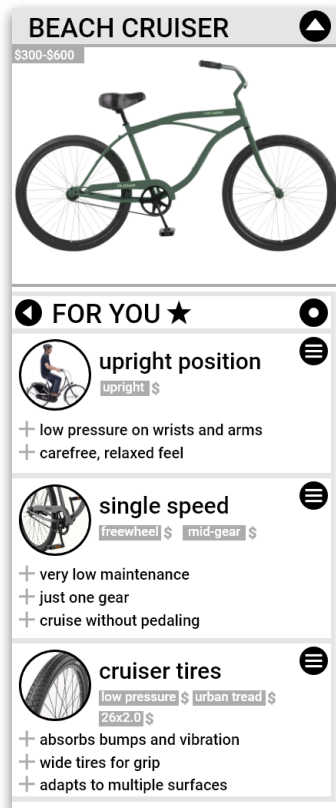 BEACH CRUISER
$300-$600
FOR YOU ★
upright position
upright $
+ low pressure on wrists and arms
+ carefree, relaxed feel
single speed
freewheel $ mid-gear $
+ very low maintenance
+ just one gear
+ cruise without pedaling
cruiser tires
low pressure $ urban tread $
26x2.0 $
+ absorbs bumps and vibration
+ wide tires for grip
+ adapts to multiple surfaces